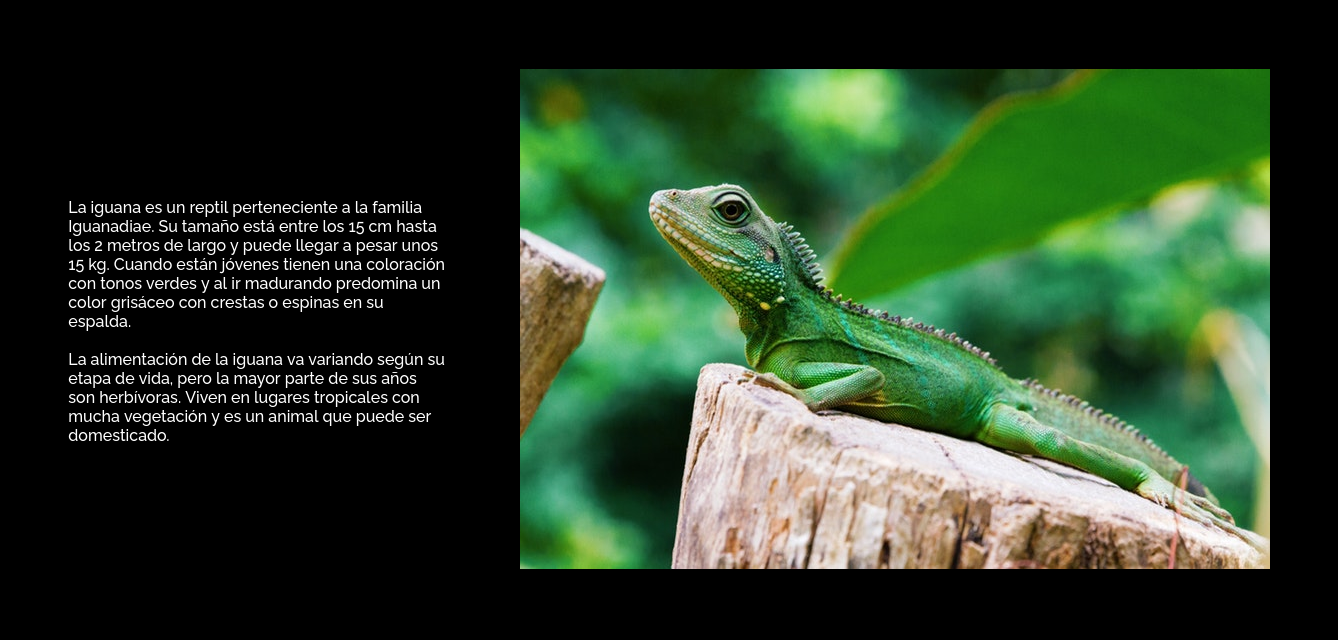 La iguana es un reptil perteneciente a la familia
Iguanadiae. Su tamaño está entre los 15 cm hasta
los 2 metros de largo y puede llegar a pesar unos
15 kg. Cuando están jóvenes tienen una coloración
con tonos verdes y al ir madurando predomina un
color grisáceo con crestas o espinas en su
espalda.

La alimentación de la iguana va variando según su
etapa de vida, pero la mayor parte de sus años
son herbívoras. Viven en lugares tropicales con
mucha vegetación y es un animal que puede ser
domesticado.